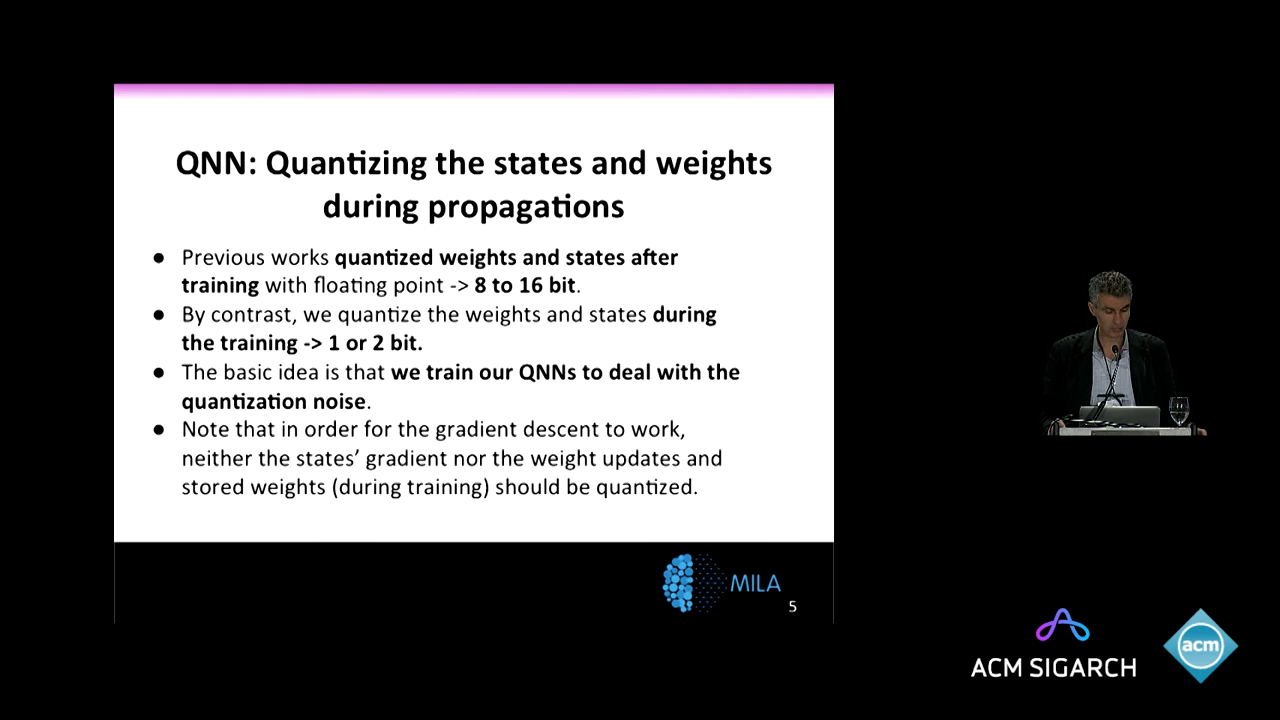 QNN: Quantizing the states and weights
during propagations
● Previous works quantized weights and states after
training with floating point -> 8 to 16 bit.
● By contrast, we quantize the weights and states during
the training -> 1 or 2 bit.
● The basic idea is that we train our QNNs to deal with the
quantization noise.
● Note that in order for the gradient descent to work,
neither the states’ gradient nor the weight updates and
stored weights (during training) should be quantized.
MILA
5
ACM SIGARCH
acm